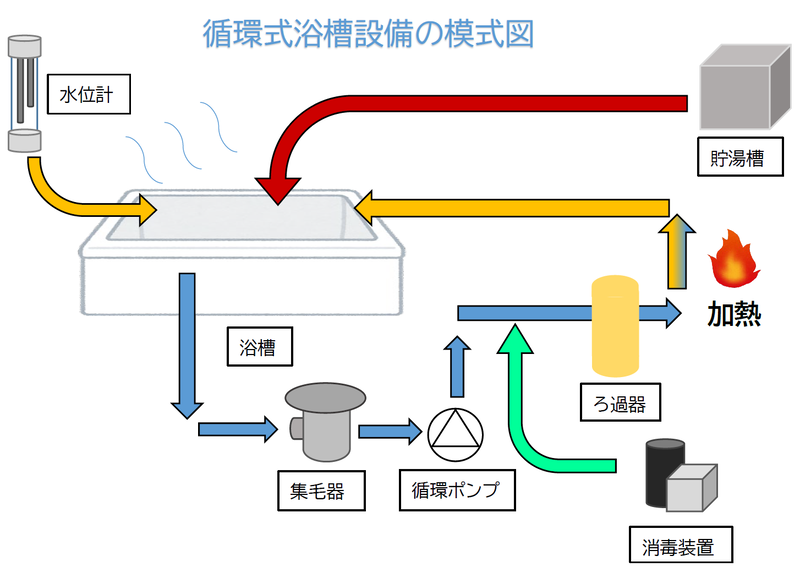 循環式浴槽設備の模式図
水位計
貯湯槽
加熱
浴槽
ろ過器
集毛器
循環ポンプ
消毒装置